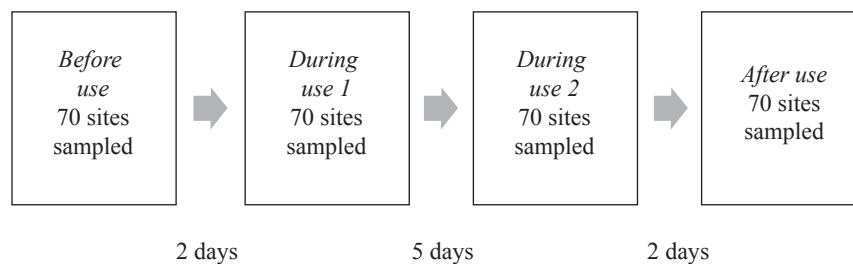 Before
use
70 sites
sampled
During
use 1
70 sites
sampled
During
use 2
70 sites
sampled
After use
70 sites
sampled
2 days
5 days
2 days